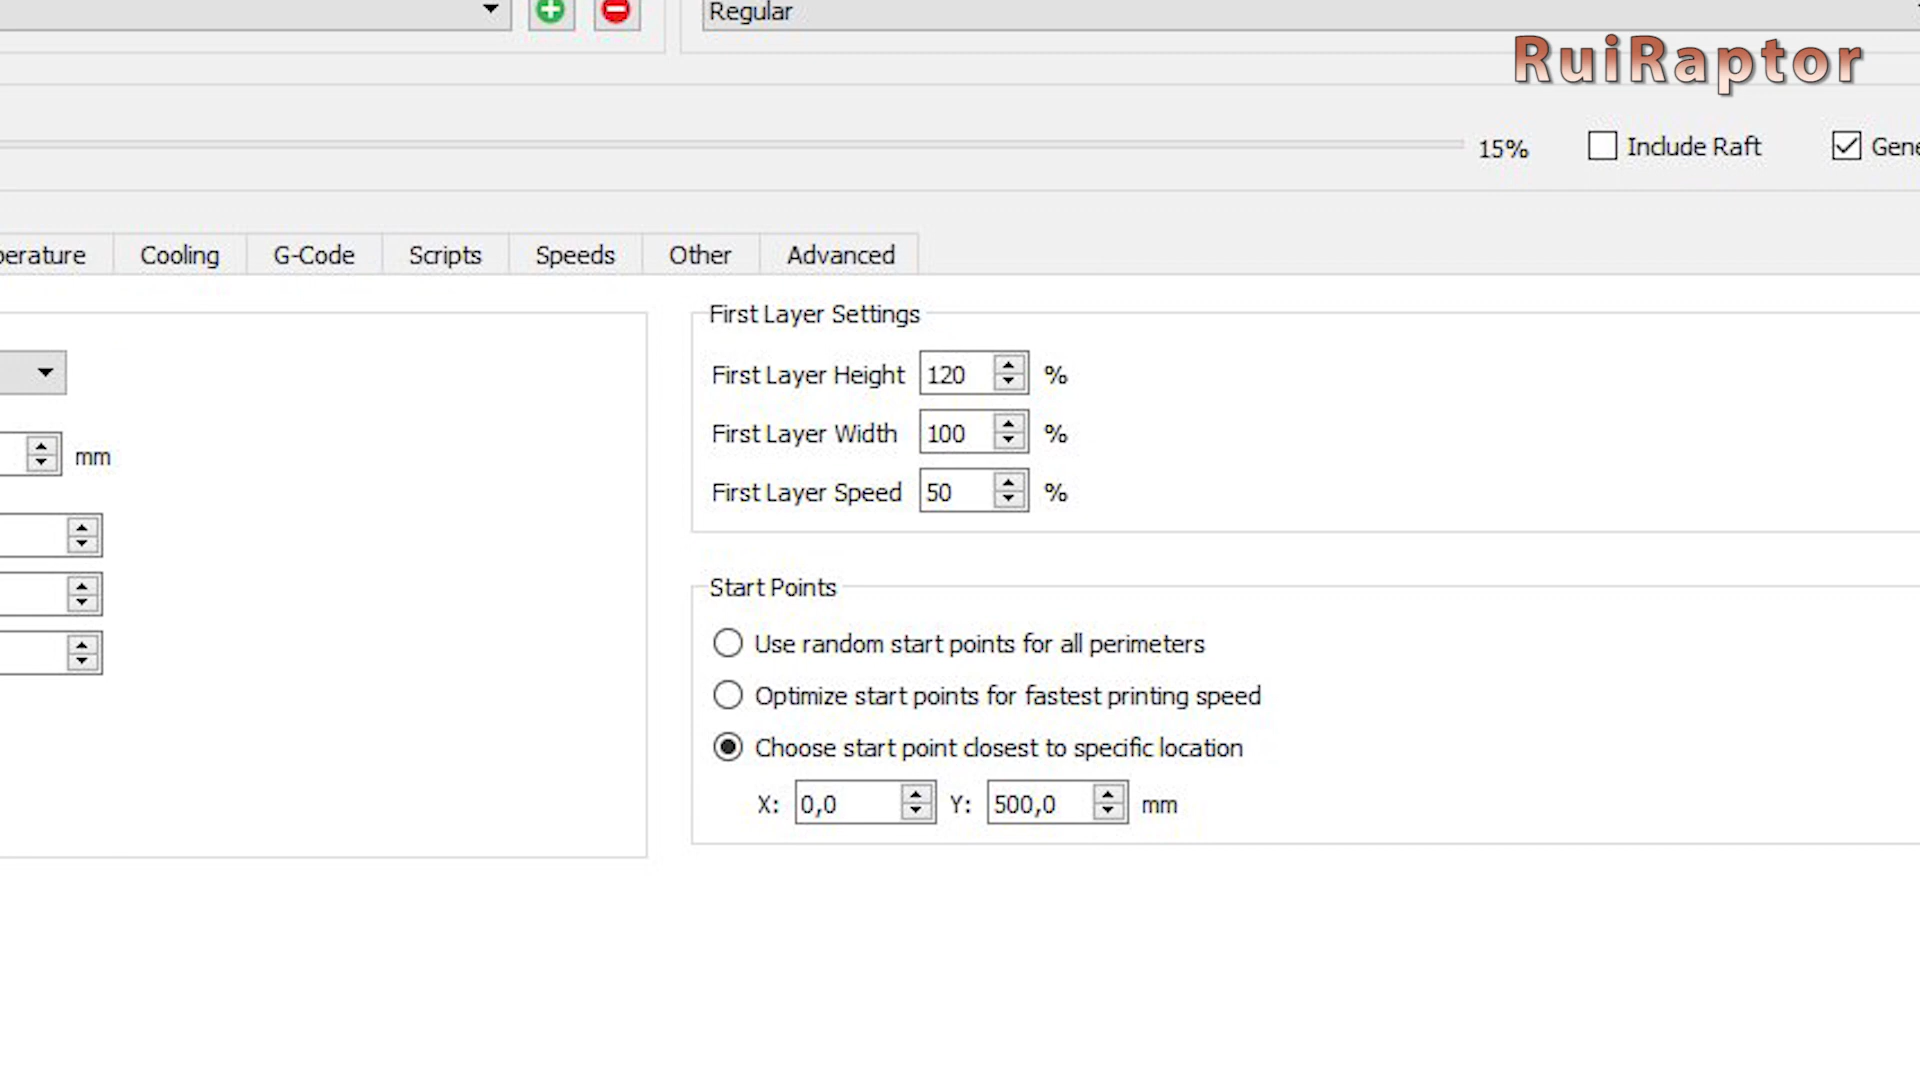 Regular
RuiRaptor
15%
Include Raft
Cooling
G-Code
Scripts
Speeds
Other
Advanced
First Layer Settings
First Layer Height 120 %
mm
First Layer Width 100 %
First Layer Speed 50 %
Start Points
Use random start points for all perimeters
Optimize start points for fastest printing speed
Choose start point closest to specific location
X: 0,0 Y: 500,0 mm